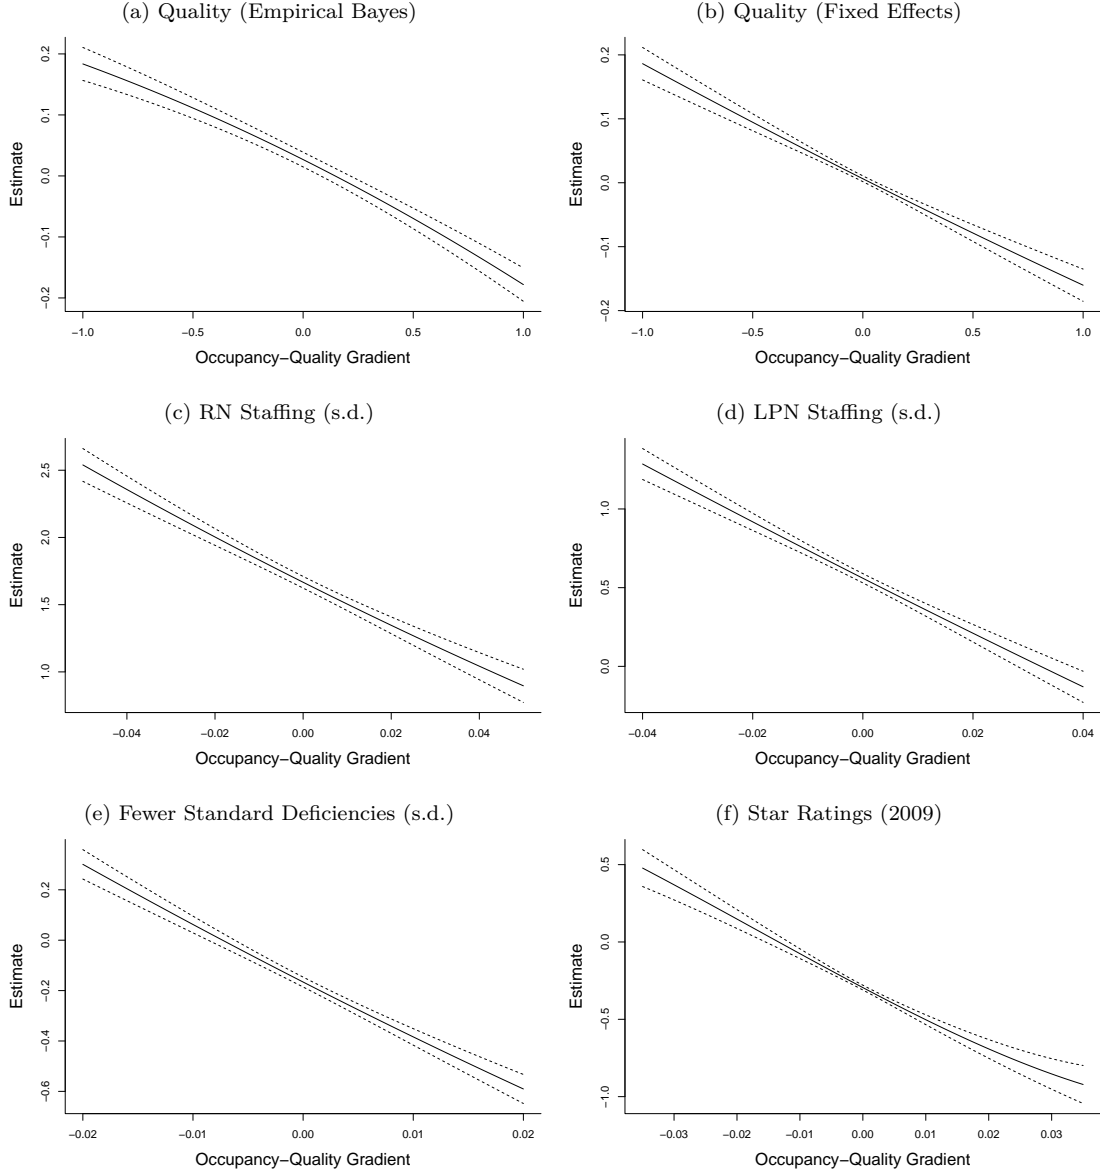 (a) Quality (Empirical Bayes)
0.2
0.1
0.0
−0.1
−0.2
Estimate
−1.0 −0.5 0.0 0.5 1.0
Occupancy−Quality Gradient
(b) Quality (Fixed Effects)
0.2
0.1
0.0
−0.1
−0.2
Estimate
−1.0 −0.5 0.0 0.5 1.0
Occupancy−Quality Gradient
(c) RN Staffing (s.d.)
2.5
2.0
1.5
1.0
Estimate
−0.04 −0.02 0.00 0.02 0.04
Occupancy−Quality Gradient
(d) LPN Staffing (s.d.)
1.0
0.5
0.0
Estimate
−0.04 −0.02 0.00 0.02 0.04
Occupancy−Quality Gradient
(e) Fewer Standard Deficiencies (s.d.)
0.2
0.0
−0.2
−0.4
−0.6
Estimate
−0.02 −0.01 0.00 0.01 0.02
Occupancy−Quality Gradient
(f) Star Ratings (2009)
0.5
0.0
−0.5
−1.0
Estimate
−0.03 −0.02 −0.01 0.00 0.01 0.02 0.03
Occupancy−Quality Gradient